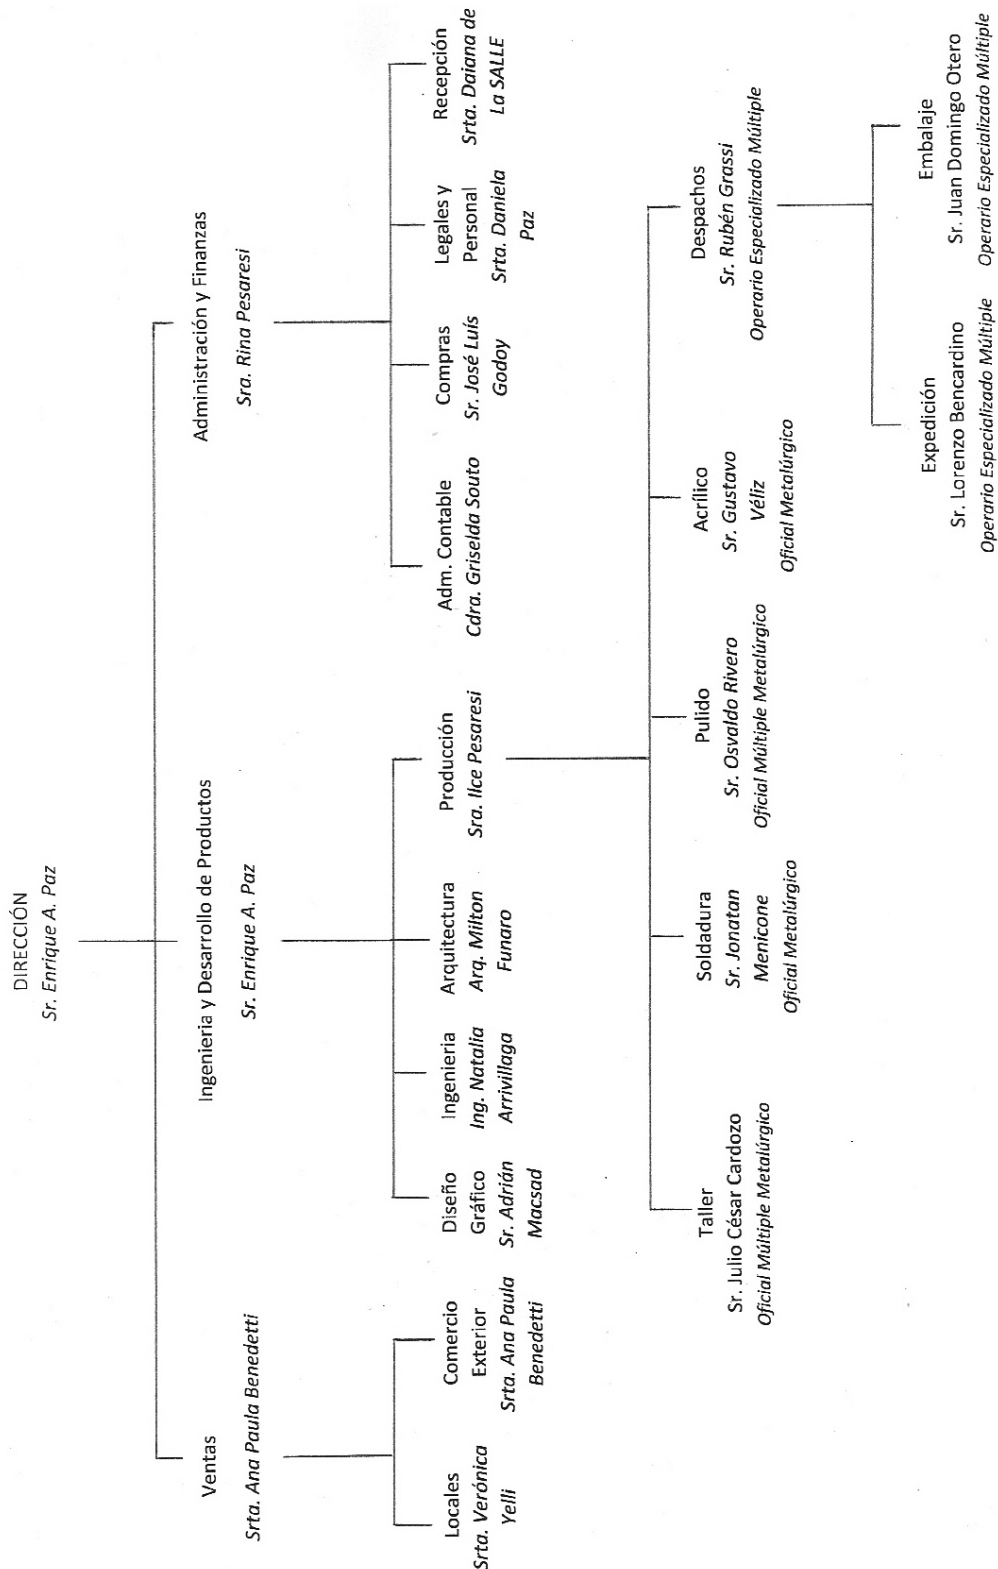 DIRECCIÓN
Sr. Enrique A. Paz
Ventas
Srta. Ana Paula Benedetti
Ingenieria y Desarrollo de Productos
Sr. Enrique A. Paz
Administración y Finanzas
Sra. Rina Pesaresi
Locales
Srta. Verónica
Yelli
Comercio
Exterior
Srta. Ana Paula
Benedetti
Diseño
Gráfico
Sr. Adrián
Macsad
Ingenieria
Ing. Natalia
Arrivillaga
Arquitectura
Arq. Milton
Funaro
Producción
Sra. Ilce Pesaresi
Adm. Contable
Cdra. Griselda Souto
Compras
Sr. José Luís
Godoy
Legales y
Personal
Srta. Daniela
Paz
Recepción
Srta. Daiana de
La SALLE
Taller
Sr. Julio César Cardozo
Oficial Múltiple Metalúrgico
Soldadura
Sr. Jonatan
Menicone
Oficial Metalúrgico
Pulido
Sr. Osvaldo Rivero
Oficial Múltiple Metalúrgico
Acrílico
Sr. Gustavo
Véliz
Oficial Metalúrgico
Despachos
Sr. Rubén Grassi
Operario Especializado Múltiple
Expedición
Sr. Lorenzo Bencardino
Operario Especializado Múltiple
Embalaje
Sr. Juan Domingo Otero
Operario Especializado Múltiple